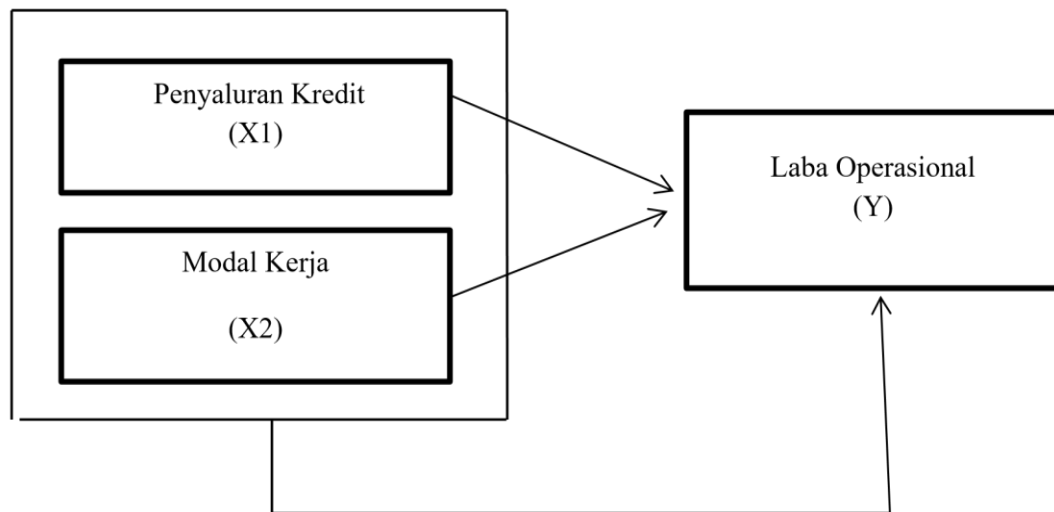 Penyaluran Kredit
(X1)
Modal Kerja
(X2)
Laba Operasional
(Y)